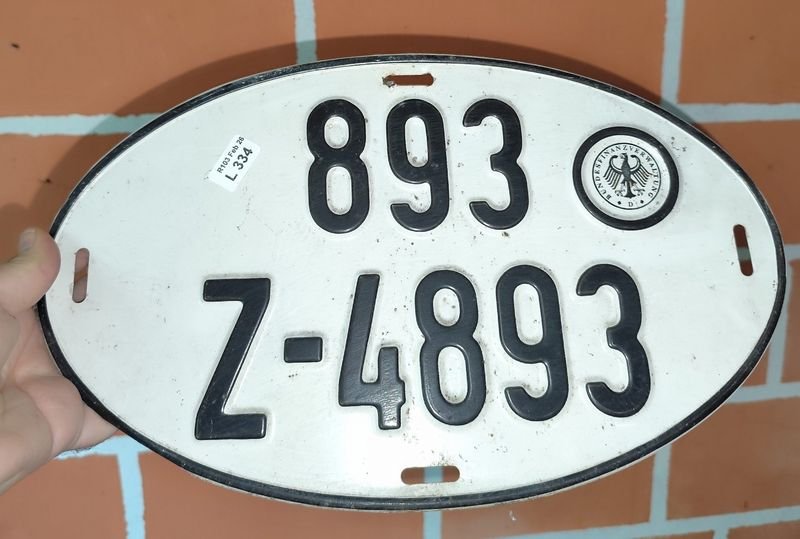 893
R103 Feb 26
L 334
BUNDESFINANZVERWALTUNG
D
Z-4893